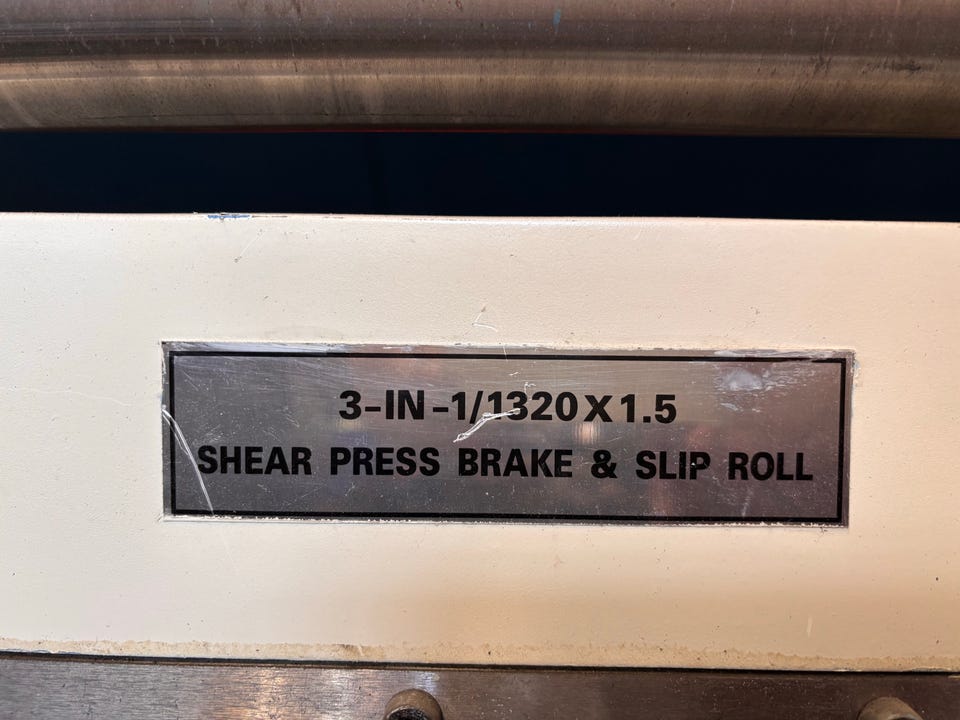 3-IN-1/1320X1.5
SHEAR PRESS BRAKE & SLIP ROLL